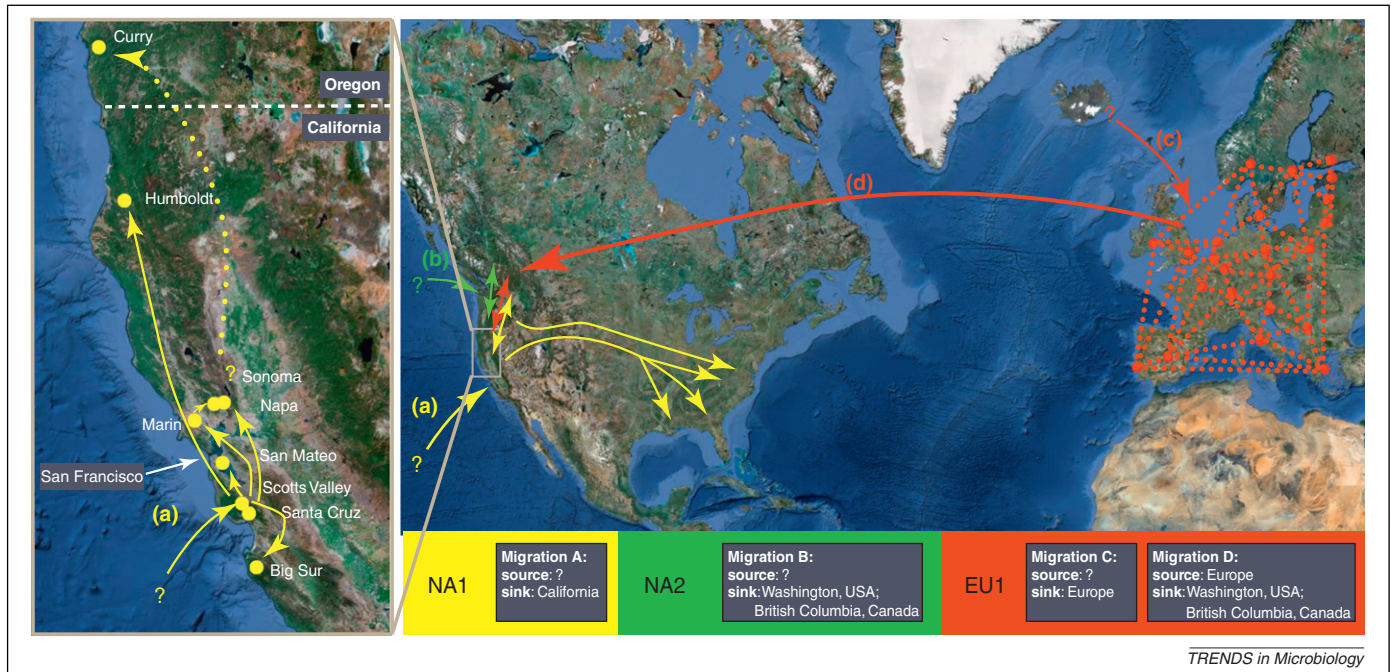 Curry
Oregon
California
Humboldt
?
Sonoma
Napa
Marin
San Mateo
San Francisco
Scotts Valley
(a)
Santa Cruz
?
Big Sur
?
(c)
(d)
(b)
?
(a)
?
NA1
Migration A:
source: ?
sink: California
NA2
Migration B:
source: ?
sink: Washington, USA;
British Columbia, Canada
EU1
Migration C:
source: ?
sink: Europe
Migration D:
source: Europe
sink: Washington, USA;
British Columbia, Canada
TRENDS in Microbiology